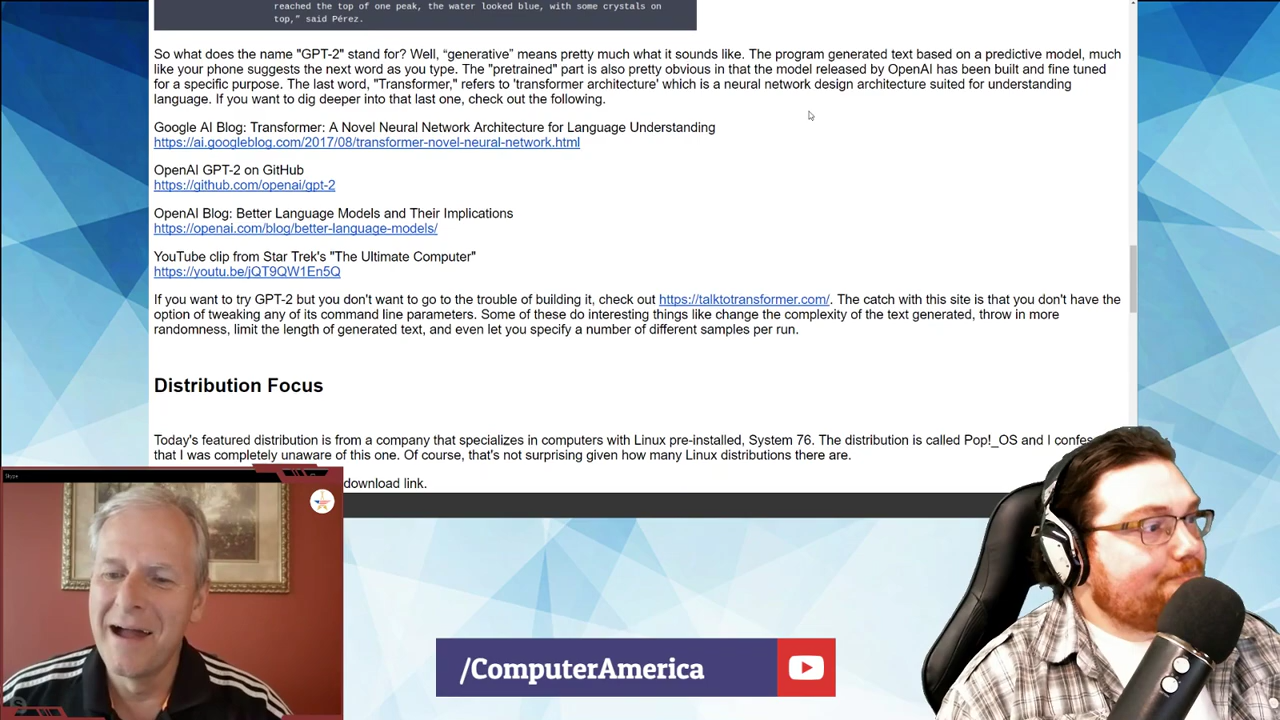 reached the top of one peak, the water looked blue, with some crystals on
top," said Pérez.
So what does the name "GPT-2" stand for? Well, “generative” means pretty much what it sounds like. The program generated text based on a predictive model, much
like your phone suggests the next word as you type. The "pretrained" part is also pretty obvious in that the model released by OpenAI has been built and fine tuned
for a specific purpose. The last word, "Transformer," refers to 'transformer architecture' which is a neural network design architecture suited for understanding
language. If you want to dig deeper into that last one, check out the following.
Google AI Blog: Transformer: A Novel Neural Network Architecture for Language Understanding
https://ai.googleblog.com/2017/08/transformer-novel-neural-network.html
OpenAI GPT-2 on GitHub
https://github.com/openai/gpt-2
OpenAI Blog: Better Language Models and Their Implications
https://openai.com/blog/better-language-models/
YouTube clip from Star Trek's "The Ultimate Computer"
https://youtu.be/jQT9QW1En5Q
If you want to try GPT-2 but you don't want to go to the trouble of building it, check out https://talktotransformer.com/. The catch with this site is that you don't have the
option of tweaking any of its command line parameters. Some of these do interesting things like change the complexity of the text generated, throw in more
randomness, limit the length of generated text, and even let you specify a number of different samples per run.
Distribution Focus
Today's featured distribution is from a company that specializes in computers with Linux pre-installed, System 76. The distribution is called Pop!_OS and I confes
that I was completely unaware of this one. Of course, that's not surprising given how many Linux distributions there are.
download link.
Skype
/ComputerAmerica